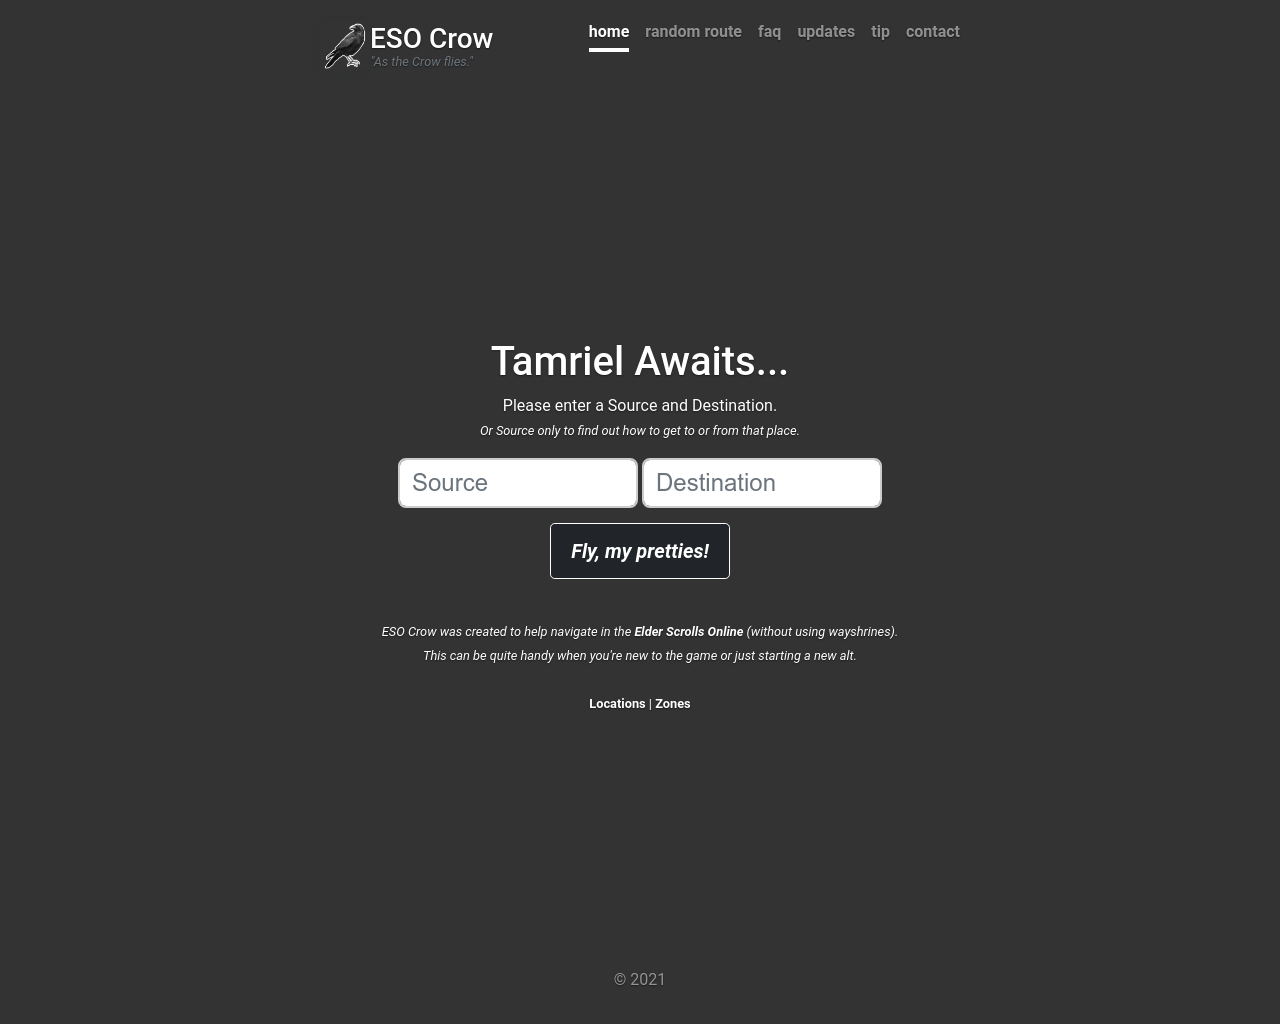 ESO Crow
"As the Crow flies."
home random route faq updates tip contact
Tamriel Awaits...
Please enter a Source and Destination.
Or Source only to find out how to get to or from that place.
Source Destination
Fly, my pretties!
ESO Crow was created to help navigate in the Elder Scrolls Online (without using wayshrines).
This can be quite handy when you're new to the game or just starting a new alt.
Locations | Zones
© 2021